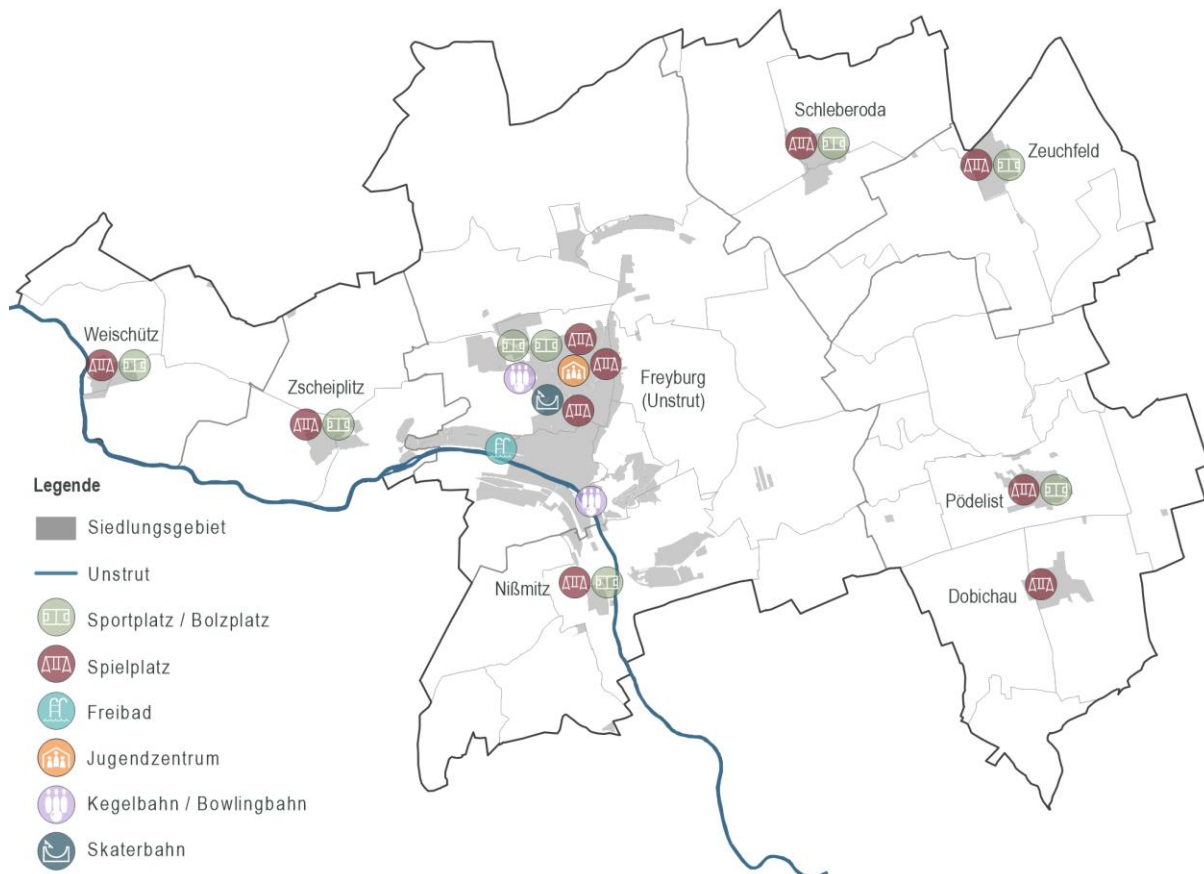 Schleberoda
Zeuchfeld
Weischütz
Zscheiplitz
Freyburg
(Unstrut)
Pödelist
Nißmitz
Dobichau
Legende
Siedlungsgebiet
Unstrut
Sportplatz / Bolzplatz
Spielplatz
Freibad
Jugendzentrum
Kegelbahn / Bowlingbahn
Skaterbahn